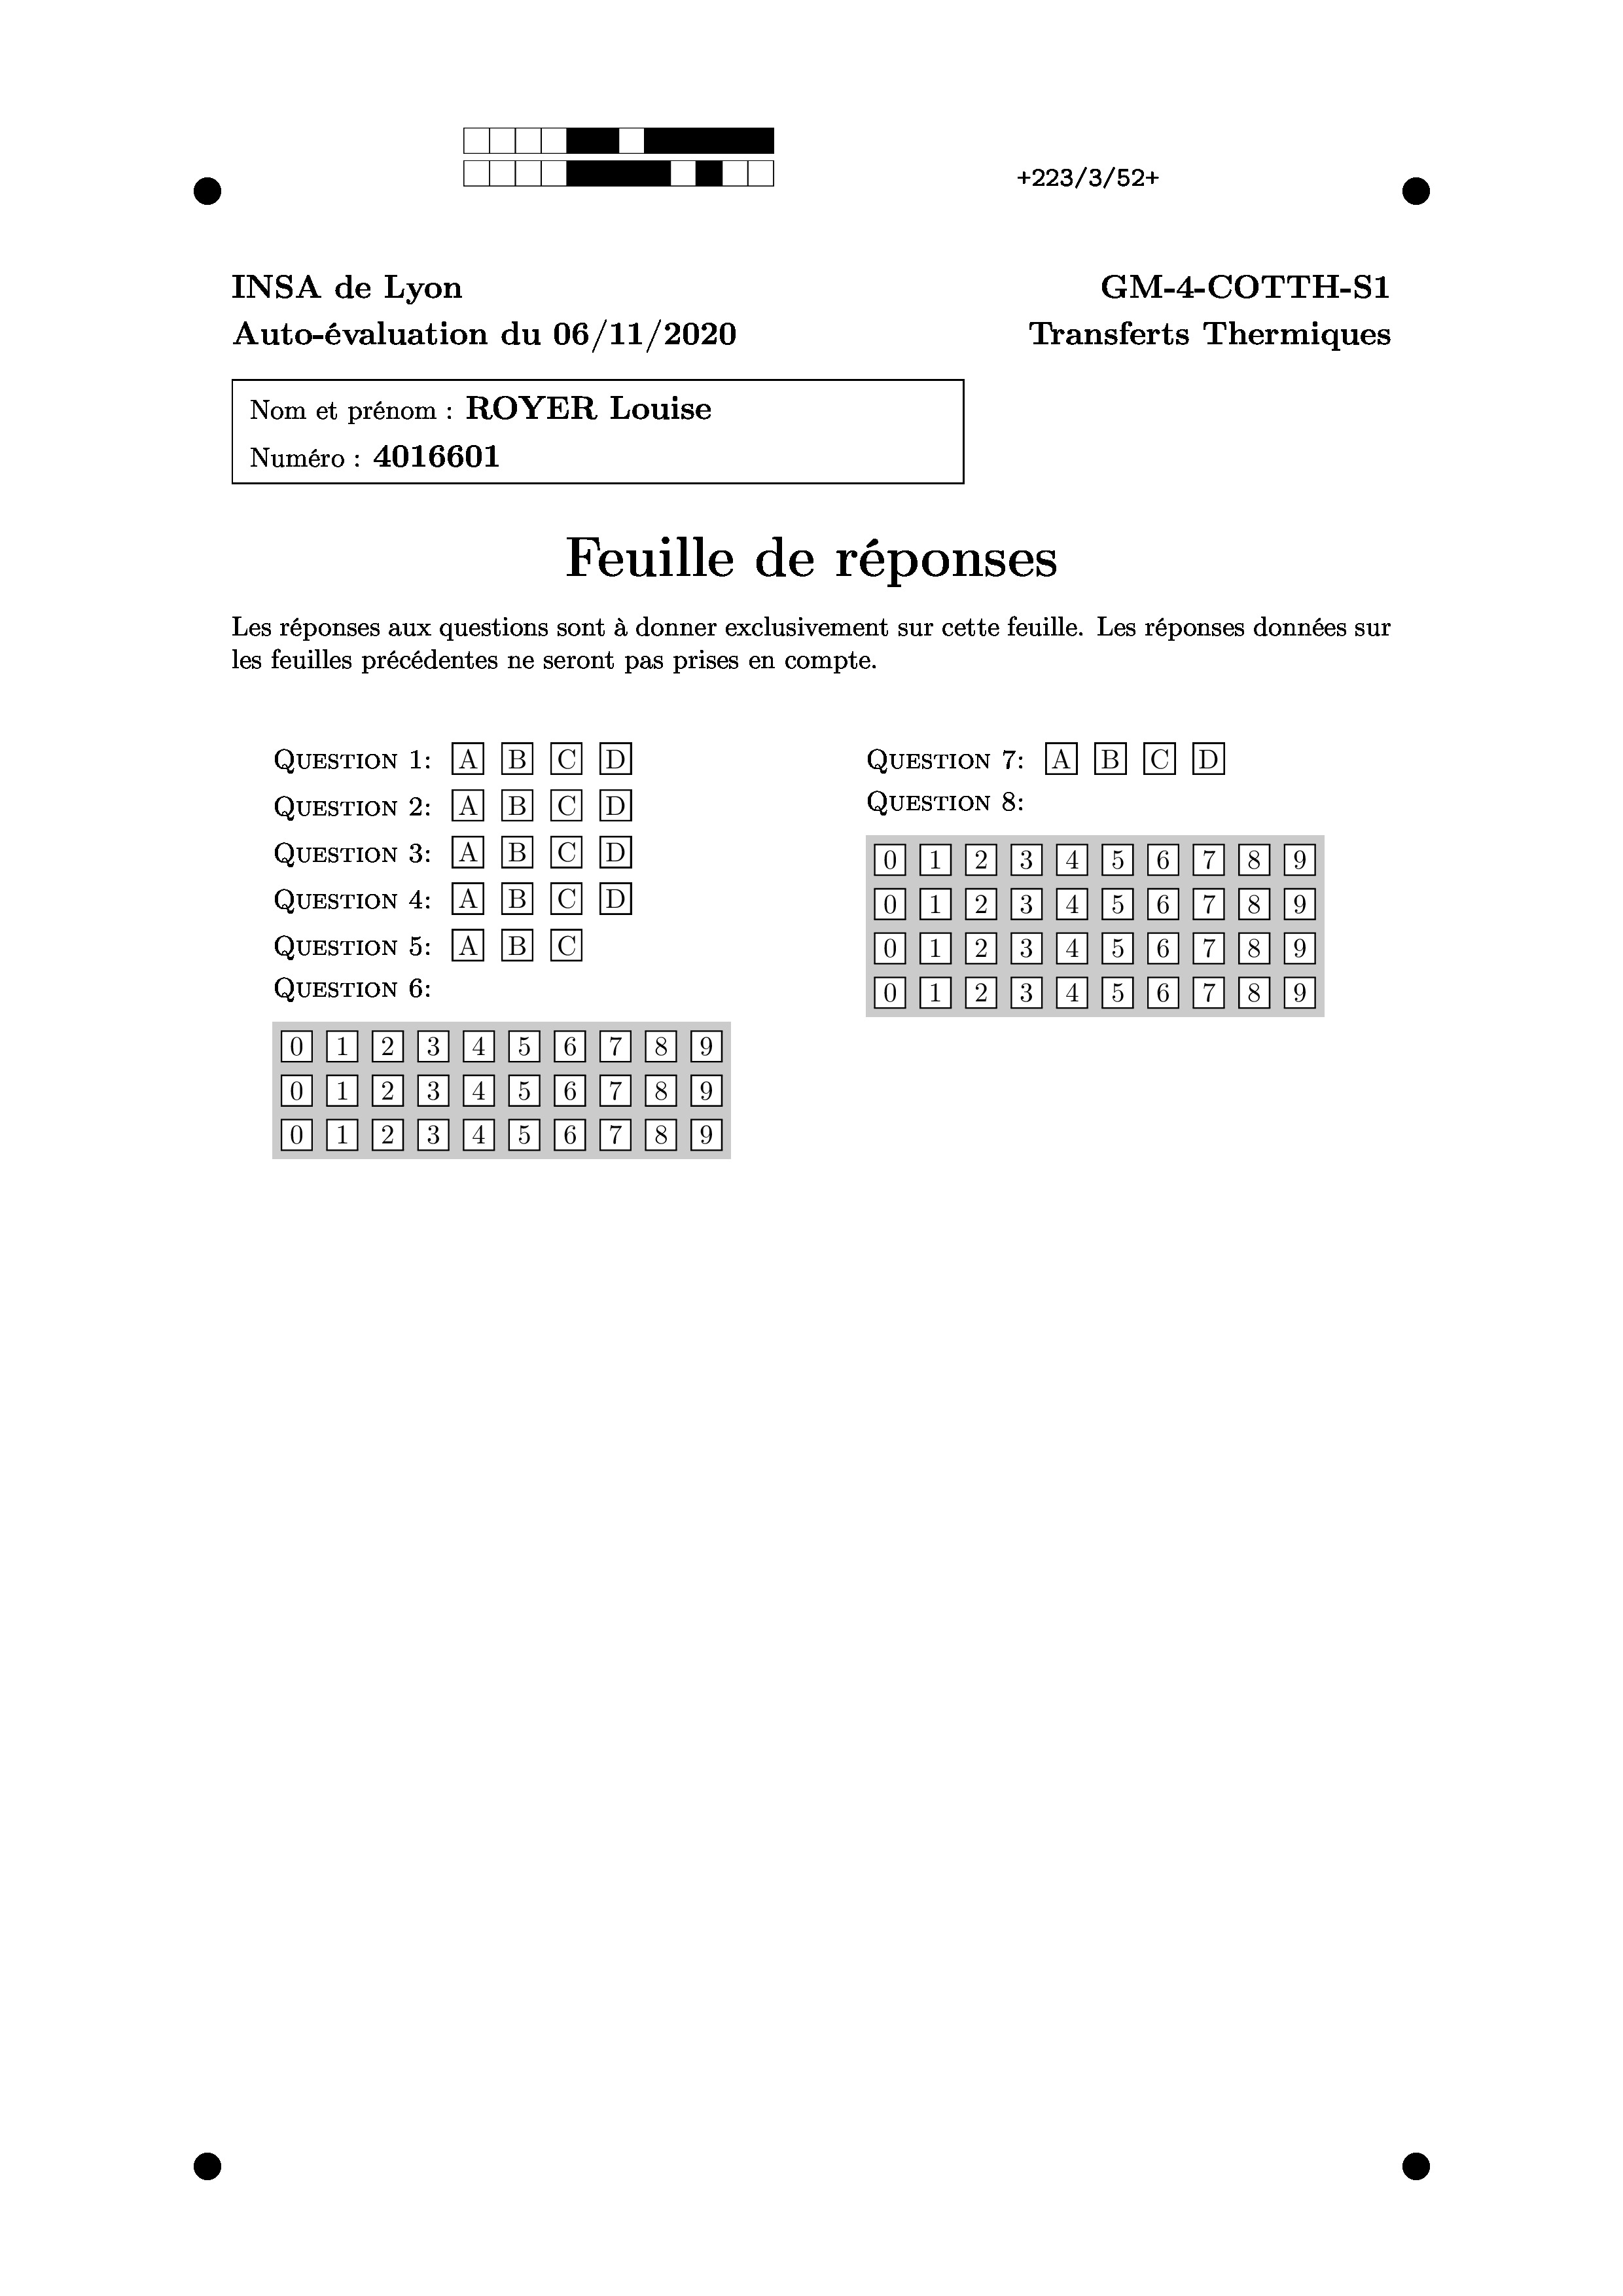 +223/3/52+
INSA de Lyon
GM-4-COTTH-S1
Auto-évaluation du 06/11/2020
Transferts Thermiques
Nom et prénom : ROYER Louise
Numéro : 4016601
Feuille de réponses
Les réponses aux questions sont à donner exclusivement sur cette feuille. Les réponses données sur
les feuilles précédentes ne seront pas prises en compte.
QUESTION 1: A B C D
QUESTION 2: A B C D
QUESTION 3: A B C D
QUESTION 4: A B C D
QUESTION 5: A B C
QUESTION 6:
0 1 2 3 4 5 6 7 8 9
0 1 2 3 4 5 6 7 8 9
0 1 2 3 4 5 6 7 8 9
QUESTION 7: A B C D
QUESTION 8:
0 1 2 3 4 5 6 7 8 9
0 1 2 3 4 5 6 7 8 9
0 1 2 3 4 5 6 7 8 9
0 1 2 3 4 5 6 7 8 9